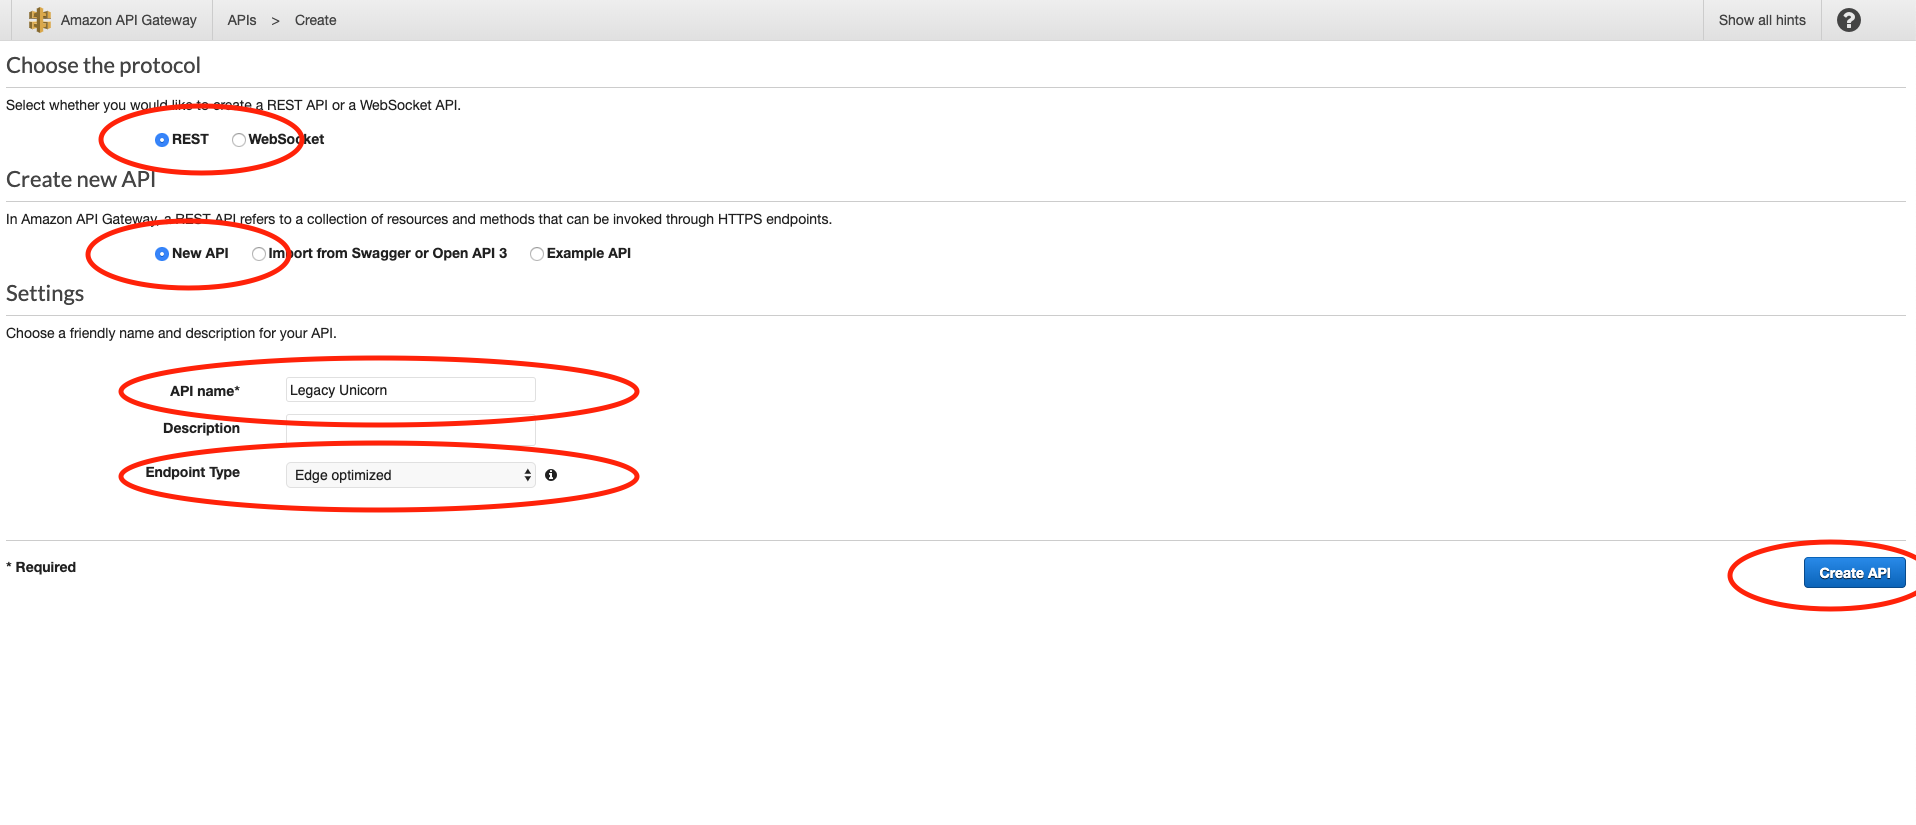 Amazon API Gateway APIs > Create Show all hints ?
Choose the protocol
Select whether you would like to create a REST API or a WebSocket API.
REST WebSocket
Create new API
In Amazon API Gateway, a REST API refers to a collection of resources and methods that can be invoked through HTTPS endpoints.
New API Import from Swagger or Open API 3 Example API
Settings
Choose a friendly name and description for your API.
API name* Legacy Unicorn
Description
Endpoint Type Edge optimized
* Required Create API